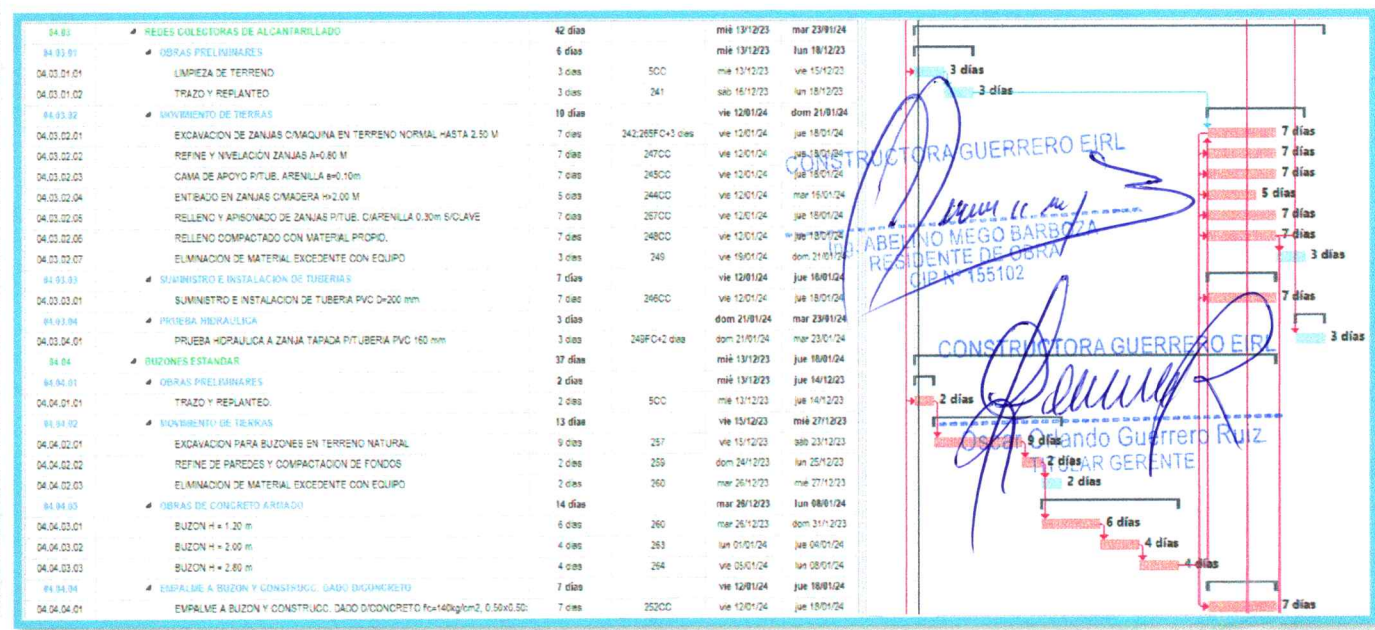 04.03 REDES COLECTORAS DE ALCANTARILLADO 42 días mié 13/12/23 mar 23/01/24
04.03.01 OBRAS PRELIMINARES 6 días mié 13/12/23 lun 18/12/23
04.03.01.01 LIMPIEZA DE TERRENO 3 días 5CC mié 13/12/23 vie 15/12/23 3 días
04.03.01.02 TRAZO Y REPLANTEO 3 días 241 sáb 16/12/23 lun 18/12/23 3 días
04.03.02 MOVIMIENTO DE TIERRAS 10 días vie 12/01/24 dom 21/01/24
04.03.02.01 EXCAVACION DE ZANJAS C/MAQUINA EN TERRENO NORMAL HASTA 2.50 M 7 días 242;265FC+3 días vie 12/01/24 jue 18/01/24 7 días
04.03.02.02 REFINE Y NIVELACIÓN ZANJAS A=0.80 M 7 días 247CC vie 12/01/24 jue 18/01/24 7 días
04.03.02.03 CAMA DE APOYO P/TUB. ARENILLA e=0.10m 7 días 245CC vie 12/01/24 jue 18/01/24 7 días
04.03.02.04 ENTIBADO EN ZANJAS C/MADERA H>2.00 M 5 días 244CC vie 12/01/24 mar 16/01/24 5 días
04.03.02.05 RELLENO Y APISONADO DE ZANJAS P/TUB. C/ARENILLA 0.30m S/CLAVE 7 días 267CC vie 12/01/24 jue 18/01/24 7 días
04.03.02.06 RELLENO COMPACTADO CON MATERIAL PROPIO. 7 días 248CC vie 12/01/24 jue 18/01/24 7 días
04.03.02.07 ELIMINACION DE MATERIAL EXCEDENTE CON EQUIPO 3 días 249 vie 19/01/24 dom 21/01/24 3 días
04.03.03 SUMINISTRO E INSTALACION DE TUBERIAS 7 días vie 12/01/24 jue 18/01/24
04.03.03.01 SUMINISTRO E INSTALACION DE TUBERIA PVC D=200 mm 7 días 246CC vie 12/01/24 jue 18/01/24 7 días
04.03.04 PRUEBA HIDRAULICA 3 días dom 21/01/24 mar 23/01/24
04.03.04.01 PRUEBA HIDRAULICA A ZANJA TAPADA P/TUBERIA PVC 160 mm 3 días 249FC+2 días dom 21/01/24 mar 23/01/24 3 días
04.04 BUZONES ESTANDAR 37 días mié 13/12/23 jue 18/01/24
04.04.01 OBRAS PRELIMINARES 2 días mié 13/12/23 jue 14/12/23
04.04.01.01 TRAZO Y REPLANTEO. 2 días 5CC mié 13/12/23 jue 14/12/23 2 días
04.04.02 MOVIMIENTO DE TIERRAS 13 días vie 15/12/23 mié 27/12/23
04.04.02.01 EXCAVACION PARA BUZONES EN TERRENO NATURAL 9 días 257 vie 15/12/23 sáb 23/12/23 9 días
04.04.02.02 REFINE DE PAREDES Y COMPACTACION DE FONDOS 2 días 259 dom 24/12/23 lun 25/12/23 2 días
04.04.02.03 ELIMINACION DE MATERIAL EXCEDENTE CON EQUIPO 2 días 260 mar 26/12/23 mié 27/12/23 2 días
04.04.03 OBRAS DE CONCRETO ARMADO 14 días mar 26/12/23 lun 08/01/24
04.04.03.01 BUZON H = 1.20 m 6 días 260 mar 26/12/23 dom 31/12/23 6 días
04.04.03.02 BUZON H = 2.00 m 4 días 263 lun 01/01/24 jue 04/01/24 4 días
04.04.03.03 BUZON H = 2.80 m 4 días 264 vie 05/01/24 lun 08/01/24 4 días
04.04.04 EMPALME A BUZON Y CONSTRUCC. DADO D/CONCRETO 7 días vie 12/01/24 jue 18/01/24
04.04.04.01 EMPALME A BUZON Y CONSTRUCC. DADO D/CONCRETO f'c=140kg/cm2, 0.50x0.50: 7 días 252CC vie 12/01/24 jue 18/01/24 7 días
CONSTRUCTORA GUERRERO EIRL
Ing. ABELINO MEGO BARBOZA
RESIDENTE DE OBRA
CIP N° 155102
CONSTRUCTORA GUERRERO EIRL
Oscar Orlando Guerrero Ruiz
TITULAR GERENTE